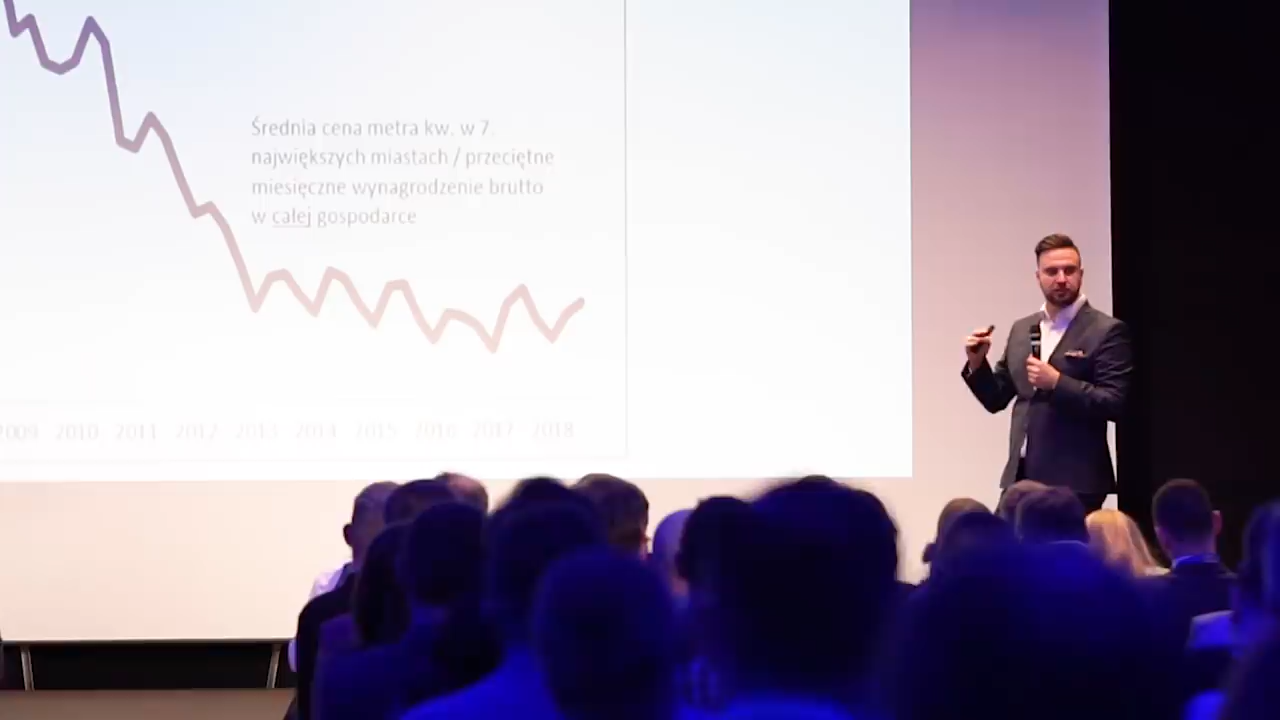 Średnia cena metra kw. w 7.
największych miastach / przeciętne
miesięczne wynagrodzenie brutto
w całej gospodarce
2009 2010 2011 2012 2013 2014 2015 2016 2017 2018